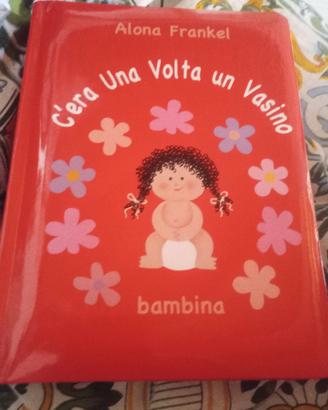 Alona Frankel
C'era Una Volta un Vasino
bambina